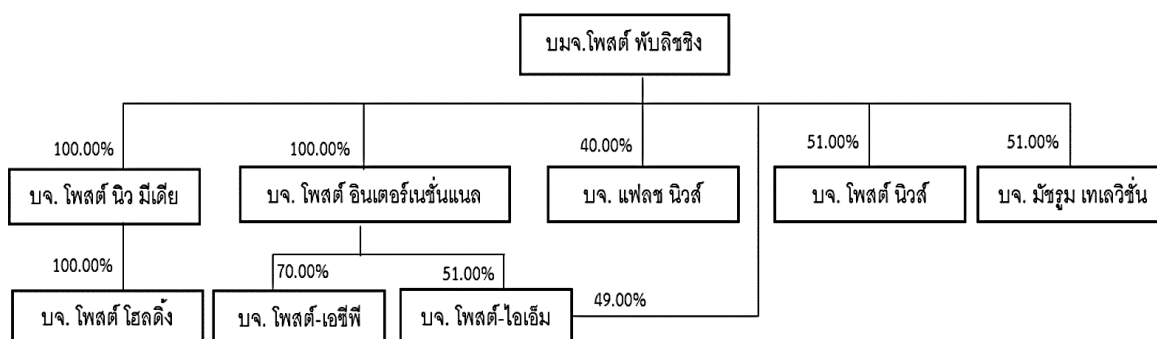 บมจ.โพสต์ พับลิชชิง
100.00% 100.00% 40.00% 51.00% 51.00%
บจ. โพสต์ นิว มีเดีย บจ. โพสต์ อินเตอร์เนชั่นแนล บจ. แฟลช นิวส์ บจ. โพสต์ นิวส์ บจ. มัชรูม เทเลวิชั่น
100.00% 70.00% 51.00% 49.00%
บจ. โพสต์ โฮลดิ้ง บจ. โพสต์-เอซีพี บจ. โพสต์-ไอเอ็ม